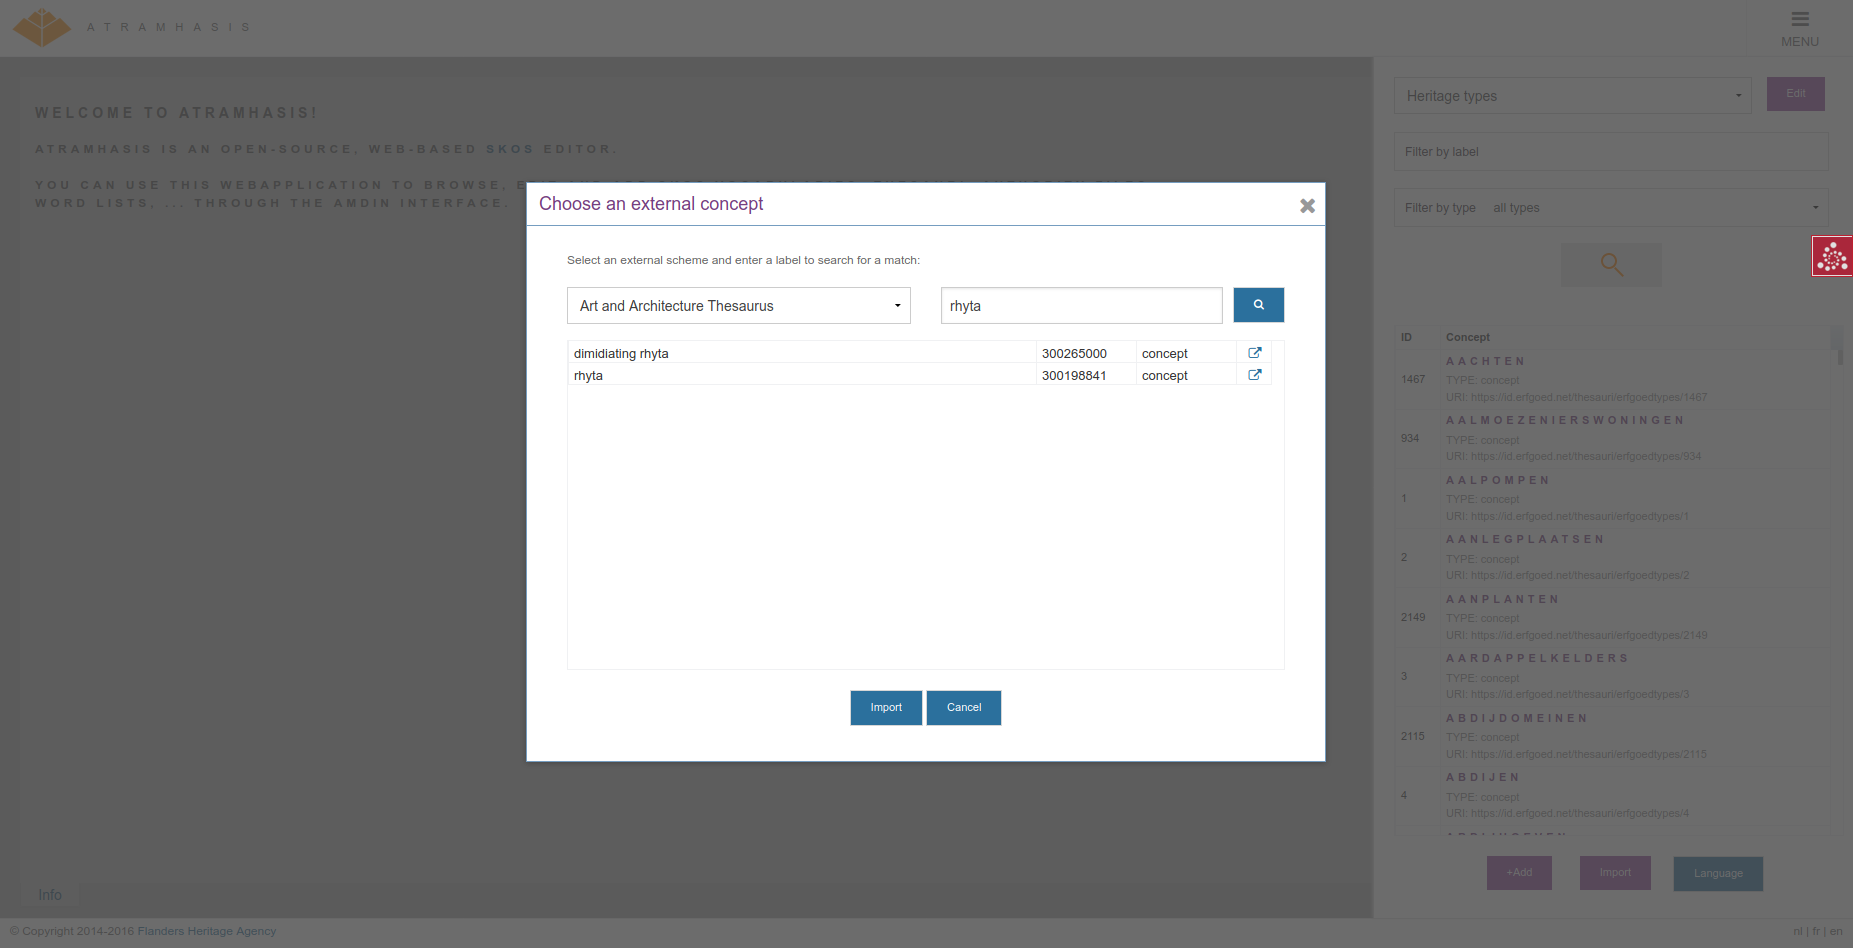 ATRAMHASIS
MENU
WELCOME TO ATRAMHASIS!
ATRAMHASIS IS AN OPEN-SOURCE, WEB-BASED SKOS EDITOR.
YOU CAN USE THIS WEBAPPLICATION TO BROWSE,
WORD LISTS, ... THROUGH THE AMDIN INTERFACE.
Choose an external concept
Select an external scheme and enter a label to search for a match:
Art and Architecture Thesaurus
rhyta
dimidiating rhyta 300265000 concept
rhyta 300198841 concept
Import Cancel
Heritage types
Edit
Filter by label
Filter by type all types
ID Concept
AACHTEN
1467
TYPE: concept
URI: https://id.erfgoed.net/thesauri/erfgoedtypes/1467
AALMOEZENIERSWONINGEN
934
TYPE: concept
URI: https://id.erfgoed.net/thesauri/erfgoedtypes/934
AALPOMPEN
1
TYPE: concept
URI: https://id.erfgoed.net/thesauri/erfgoedtypes/1
AANLEGPLAATSEN
2
TYPE: concept
URI: https://id.erfgoed.net/thesauri/erfgoedtypes/2
AANPLANTEN
2149
TYPE: concept
URI: https://id.erfgoed.net/thesauri/erfgoedtypes/2149
AARDAPPELKELDERS
3
TYPE: concept
URI: https://id.erfgoed.net/thesauri/erfgoedtypes/3
ABDIJDOMEINEN
2115
TYPE: concept
URI: https://id.erfgoed.net/thesauri/erfgoedtypes/2115
ABDIJEN
4
TYPE: concept
URI: https://id.erfgoed.net/thesauri/erfgoedtypes/4
+Add Import Language
Info
© Copyright 2014-2016 Flanders Heritage Agency
nl | fr | en